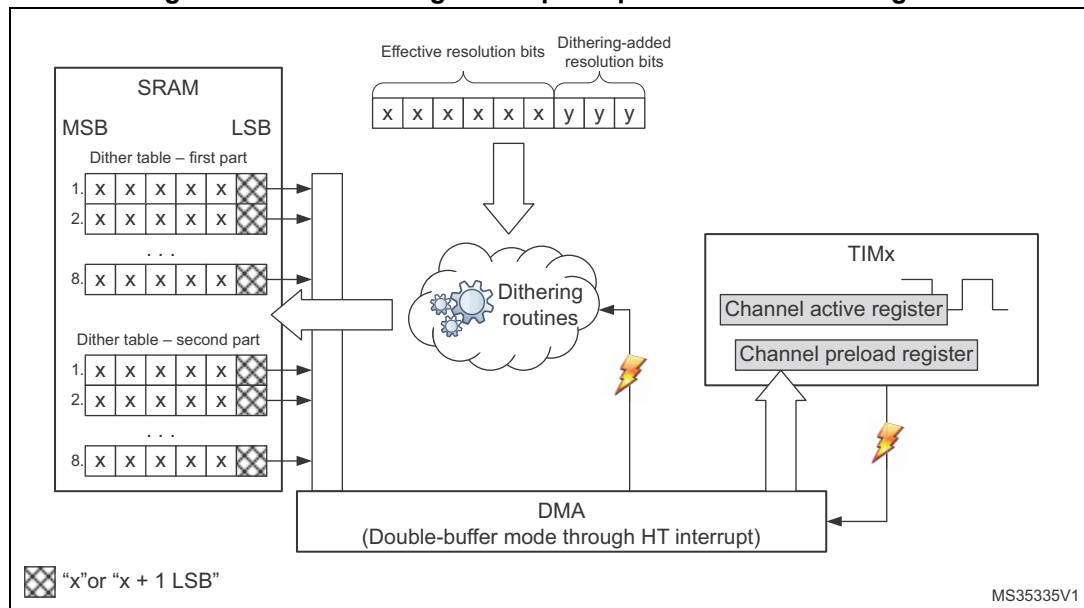 Effective resolution bits
Dithering-added
resolution bits
x x x x x x y y y
SRAM
MSB LSB
Dither table – first part
1. x x x x x
2. x x x x x
. . .
8. x x x x x
Dither table – second part
1. x x x x x
2. x x x x x
. . .
8. x x x x x
Dithering
routines
TIMx
Channel active register
Channel preload register
DMA
(Double-buffer mode through HT interrupt)
“x”or “x + 1 LSB”
MS35335V1